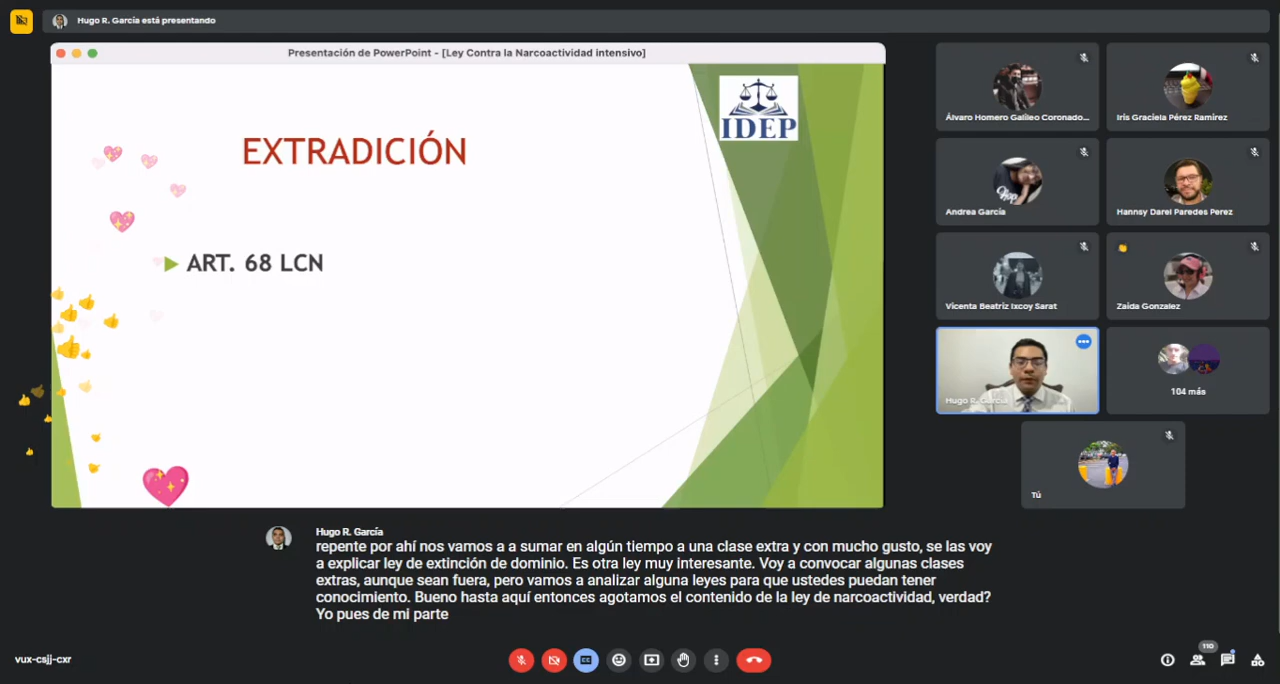 Hugo R. García está presentando
Presentación de PowerPoint - [Ley Contra la Narcoactividad intensivo]
IDEP
EXTRADICIÓN
ART. 68 LCN
Álvaro Homero Galileo Coronado...
Iris Graciela Pérez Ramírez
Andrea García
Hannsy Darel Paredes Perez
Vicenta Beatriz Ixcoy Sarat
Zaida Gonzalez
Hugo R. García
104 más
Tú
Hugo R. García
repente por ahí nos vamos a a sumar en algún tiempo a una clase extra y con mucho gusto, se las voy
a explicar ley de extinción de dominio. Es otra ley muy interesante. Voy a convocar algunas clases
extras, aunque sean fuera, pero vamos a analizar alguna leyes para que ustedes puedan tener
conocimiento. Bueno hasta aquí entonces agotamos el contenido de la ley de narcoactividad, verdad?
Yo pues de mi parte
vux-csjj-cxr
CC
110